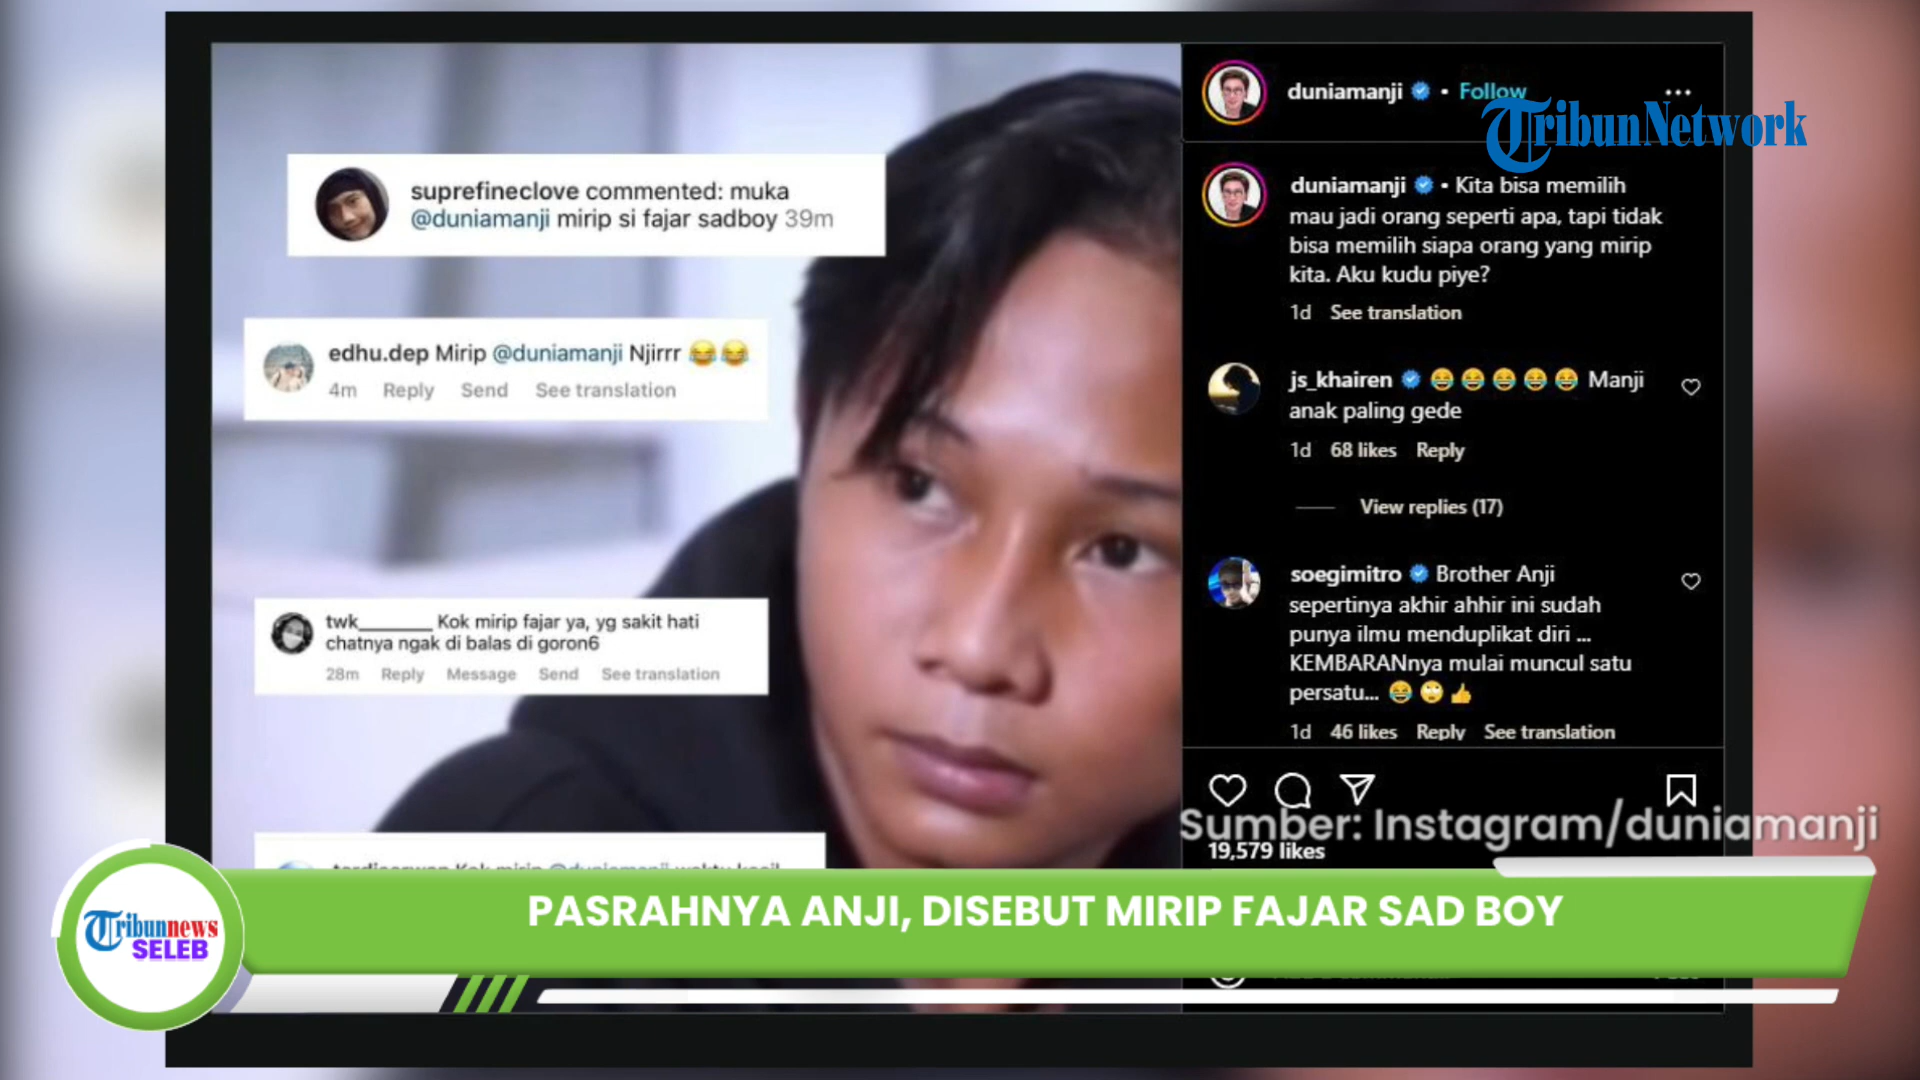 suprefineclove commented: muka
@duniamanji mirip si fajar sadboy 39m
edhu.dep Mirip @duniamanji Njirrr 😂😂
4m Reply Send See translation
twk________ Kok mirip fajar ya, yg sakit hati
chatnya ngak di balas di goron6
28m Reply Message Send See translation
duniamanji • Follow
TribunNetwork
duniamanji • Kita bisa memilih
mau jadi orang seperti apa, tapi tidak
bisa memilih siapa orang yang mirip
kita. Aku kudu piye?
1d See translation
js_khairen 😂😂😂😂😂 Manji
anak paling gede
1d 68 likes Reply
View replies (17)
soegimitro Brother Anji
sepertinya akhir ahhir ini sudah
punya ilmu menduplikat diri ...
KEMBARANnya mulai muncul satu
persatu... 😂🙄👍
1d 46 likes Reply See translation
Sumber: Instagram/duniamanji
19,579 likes
PASRAHNYA ANJI, DISEBUT MIRIP FAJAR SAD BOY
Tribunnews
SELEB